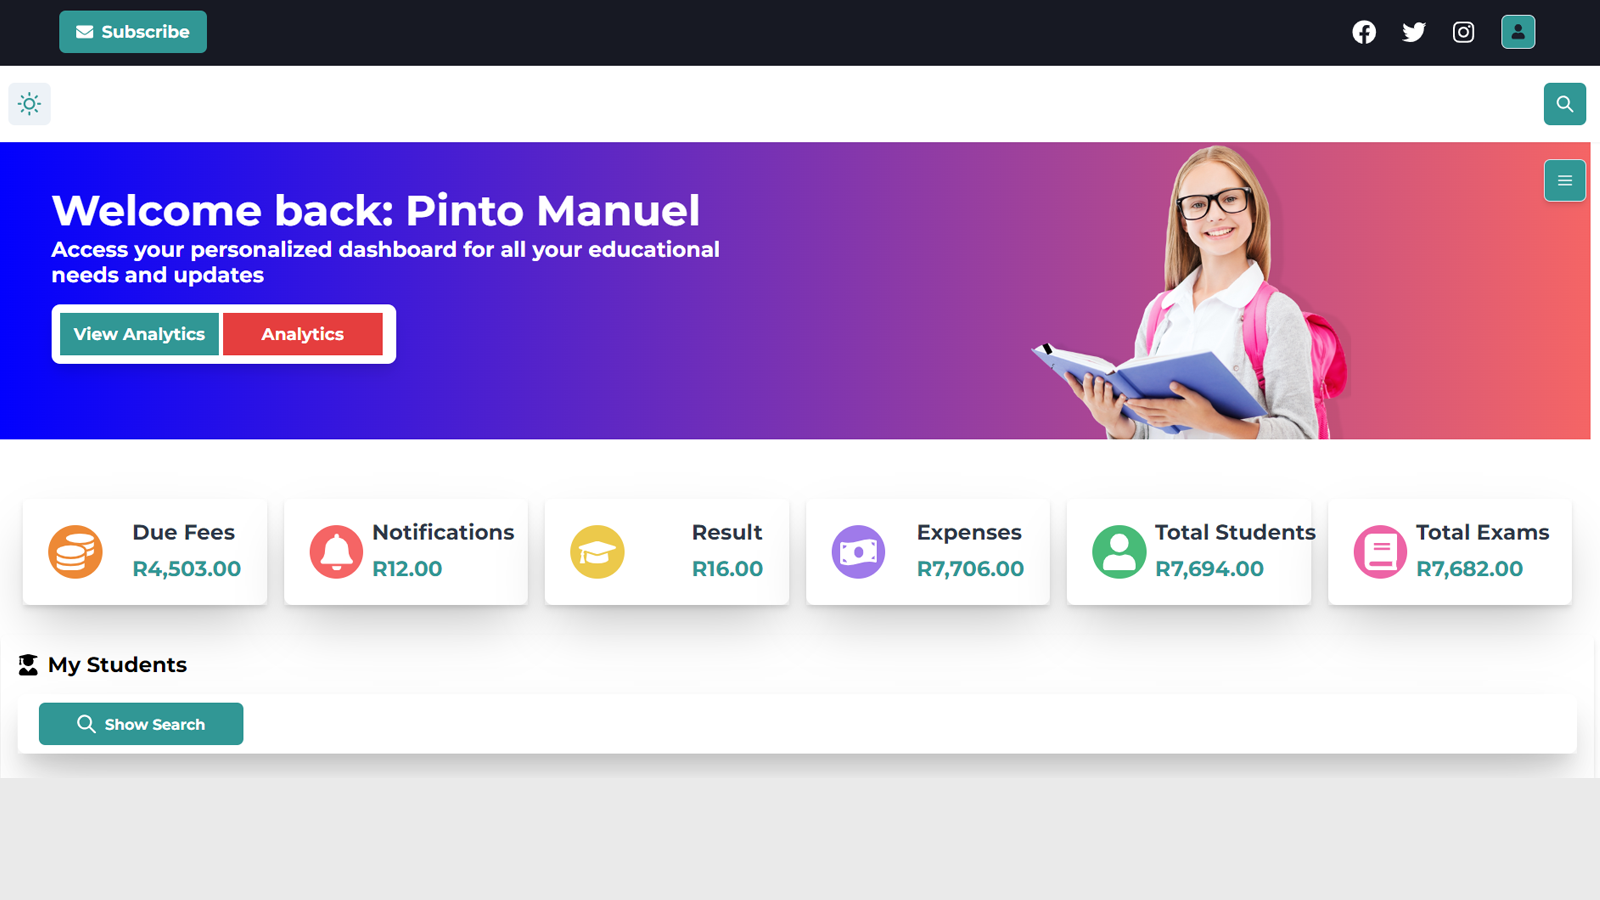 Subscribe
Welcome back: Pinto Manuel
Access your personalized dashboard for all your educational
needs and updates
View Analytics
Analytics
Due Fees
R4,503.00
Notifications
R12.00
Result
R16.00
Expenses
R7,706.00
Total Students
R7,694.00
Total Exams
R7,682.00
My Students
Show Search